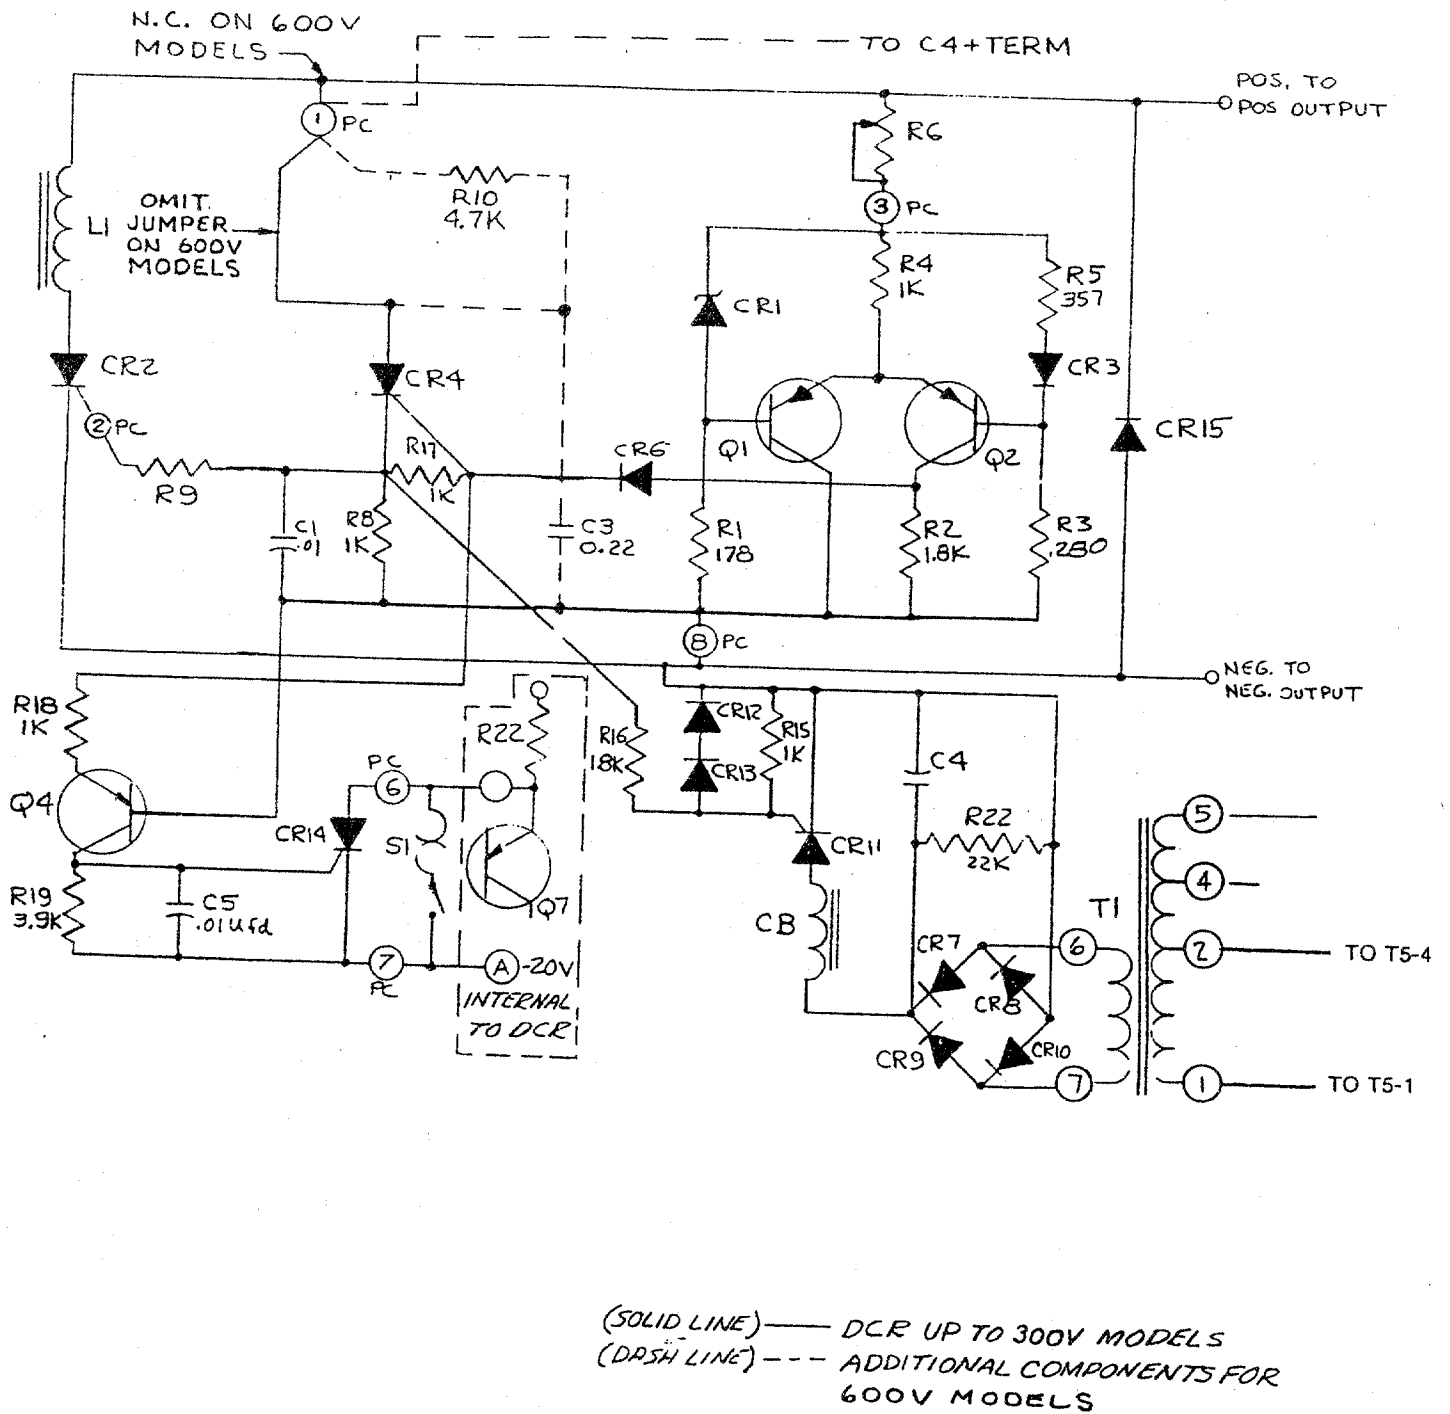 N.C. ON 600V
MODELS
TO C4+TERM
POS. TO
POS OUTPUT
1
PC
R6
R10
4.7K
3
PC
OMIT
JUMPER
ON 600V
MODELS
L1
R4
1K
R5
357
CR1
CR2
CR4
CR3
2
PC
R9
R17
1K
CR6
Q1
Q2
CR15
C1
.01
R8
1K
C3
0.22
R1
178
R2
1.8K
R3
.280
8
PC
NEG. TO
NEG. OUTPUT
R18
1K
R22
R16
18K
CR12
CR13
R15
1K
C4
PC
6
Q4
CR14
S1
CR11
R22
22K
5
4
T1
R19
3.9K
C5
.01Ufd
Q7
CB
CR7
CR8
6
2
TO T5-4
7
PC
A
-20V
INTERNAL
TO DCR
CR9
CR10
7
1
TO T5-1
(SOLID LINE) —— DCR UP TO 300V MODELS
(DASH LINE) --- ADDITIONAL COMPONENTS FOR
600V MODELS